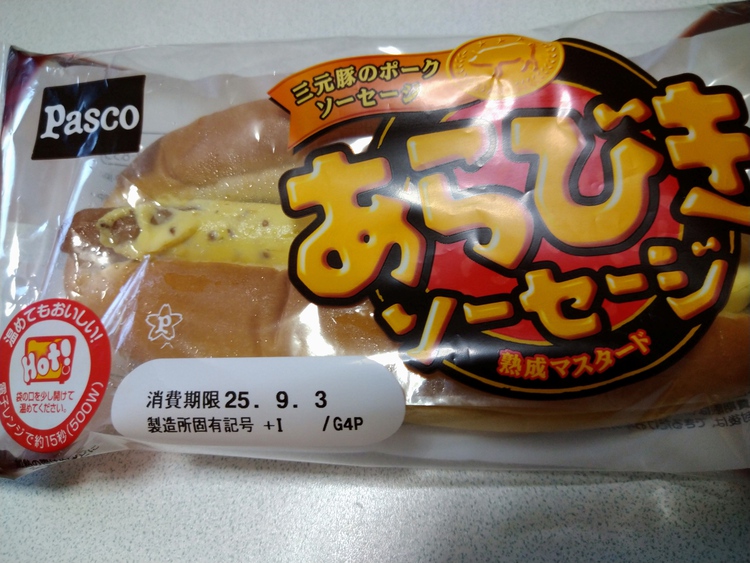 Pasco
三元豚のポーク
ソーセージ
あらびき
ソーセージ
熟成マスタード
温めてもおいしい!
Hot!
袋の口を少し開けて
温めてください。
電子レンジで約15秒(500W)
消費期限 25. 9. 3
製造所固有記号 +I /G4P